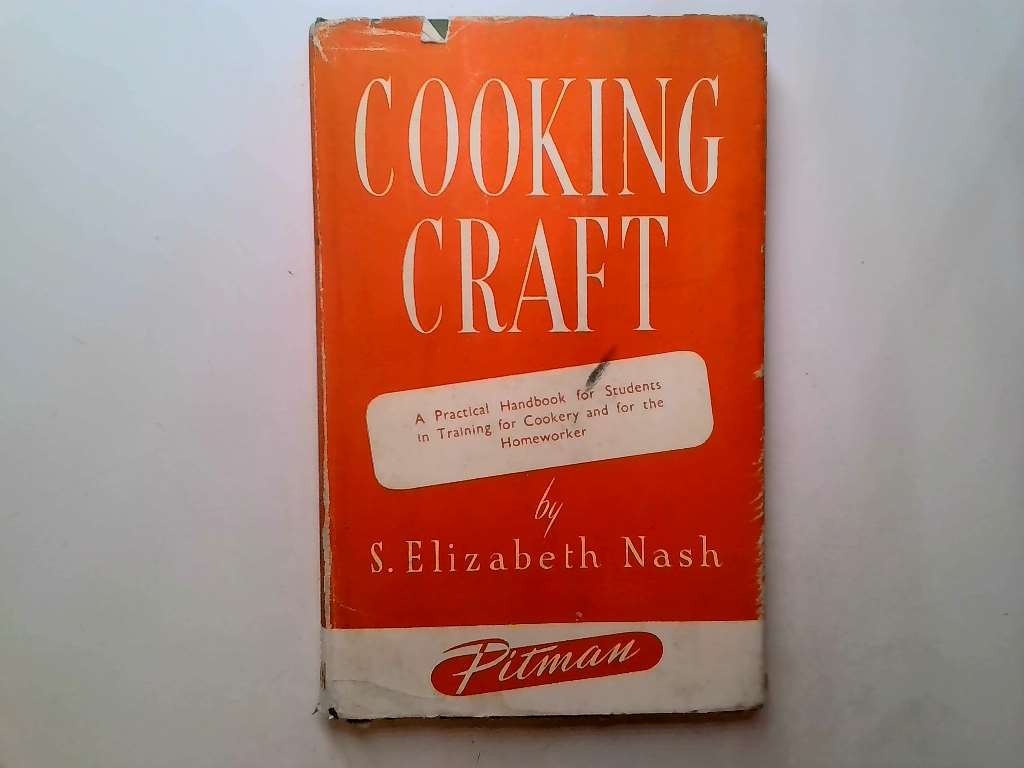 COOKING
CRAFT
A Practical Handbook for Students
in Training for Cookery and for the
Homeworker
by
S. Elizabeth Nash
Pitman